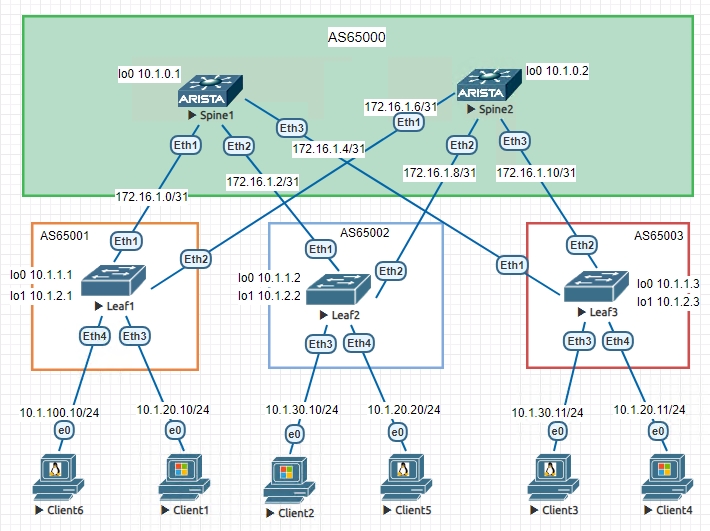 AS65000
lo0 10.1.0.1
ARISTA
Spine1
lo0 10.1.0.2
ARISTA
Spine2
172.16.1.6/31
Eth1
Eth3
Eth1
Eth2
172.16.1.4/31
Eth2
Eth3
172.16.1.0/31
172.16.1.2/31
172.16.1.8/31
172.16.1.10/31
AS65001
AS65002
AS65003
Eth1
Eth2
Eth1
Eth2
Eth1
Eth2
lo0 10.1.1.1
lo1 10.1.2.1
Leaf1
lo0 10.1.1.2
lo1 10.1.2.2
Leaf2
lo0 10.1.1.3
lo1 10.1.2.3
Leaf3
Eth4
Eth3
Eth3
Eth4
Eth3
Eth4
10.1.100.10/24
10.1.20.10/24
10.1.30.10/24
10.1.20.20/24
10.1.30.11/24
10.1.20.11/24
e0
e0
e0
e0
e0
e0
Client6
Client1
Client2
Client5
Client3
Client4